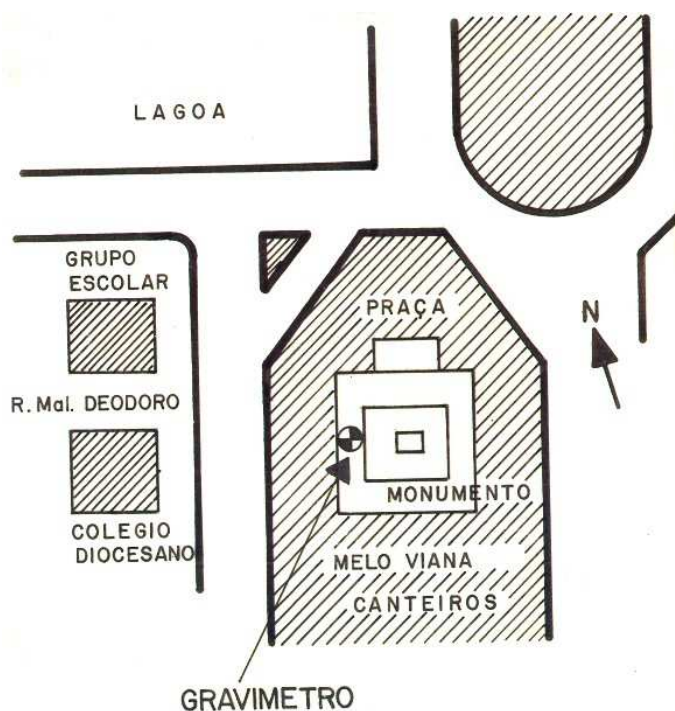 LAGOA
GRUPO
ESCOLAR
PRAÇA
N
R. Mal. DEODORO
MONUMENTO
COLEGIO
DIOCESANO
MELO VIANA
CANTEIROS
GRAVIMETRO